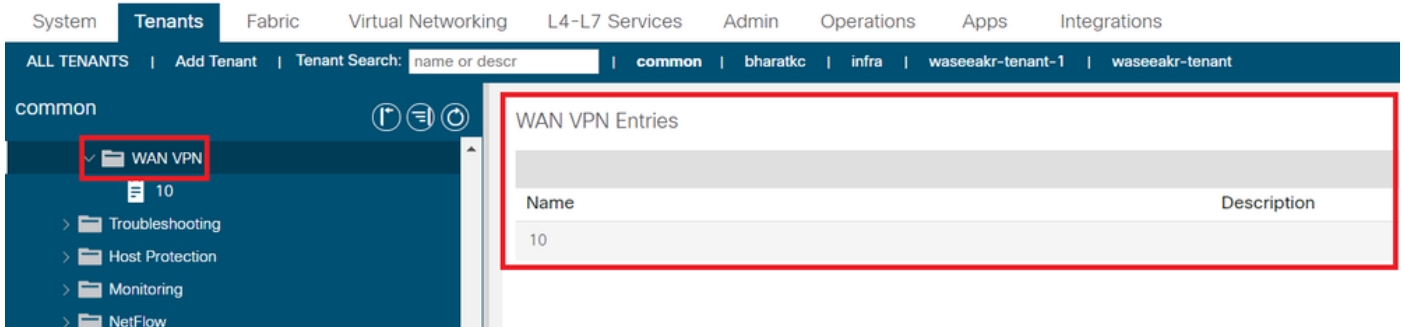 System Tenants Fabric Virtual Networking L4-L7 Services Admin Operations Apps Integrations
ALL TENANTS | Add Tenant | Tenant Search: name or descr | common | bharatkc | infra | waseeakr-tenant-1 | waseeakr-tenant
common
WAN VPN
10
Troubleshooting
Host Protection
Monitoring
NetFlow
WAN VPN Entries
Name Description
10